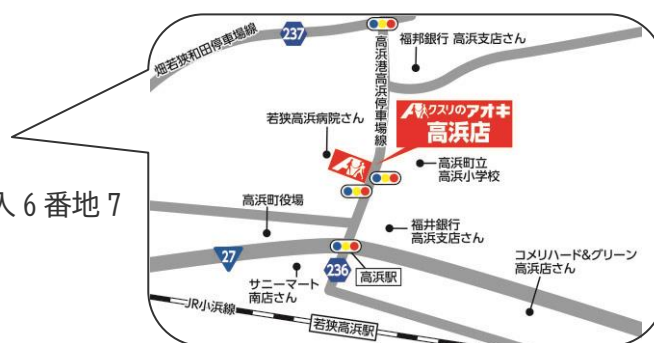 237
畑若狭和田停車場線
高浜港高浜停車場線
福邦銀行 高浜支店さん
クスリのアオキ
高浜店
若狭高浜病院さん
高浜町立
高浜小学校
6番地7
高浜町役場
福井銀行
高浜支店さん
27
236
高浜駅
コメリハード&グリーン
高浜店さん
サニーマート
南店さん
JR小浜線
若狭高浜駅